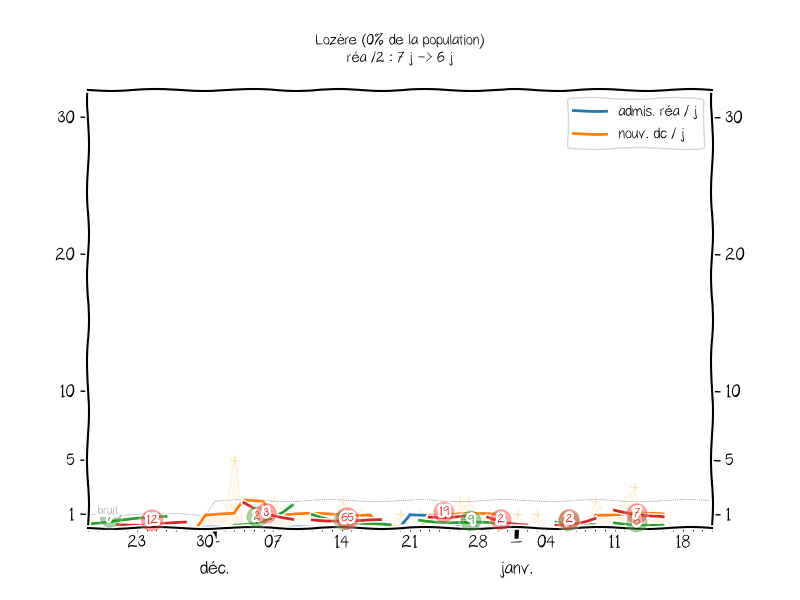 Lozère (0% de la population)
réa /2 : 7 j -> 6 j
admis. réa / j
nouv. dc / j
30 30
20 20
10 10
5 5
1 1
bruit
12 2 3 65 19 9 2 2 7
23 30 07 14 21 28 04 11 18
déc. janv.